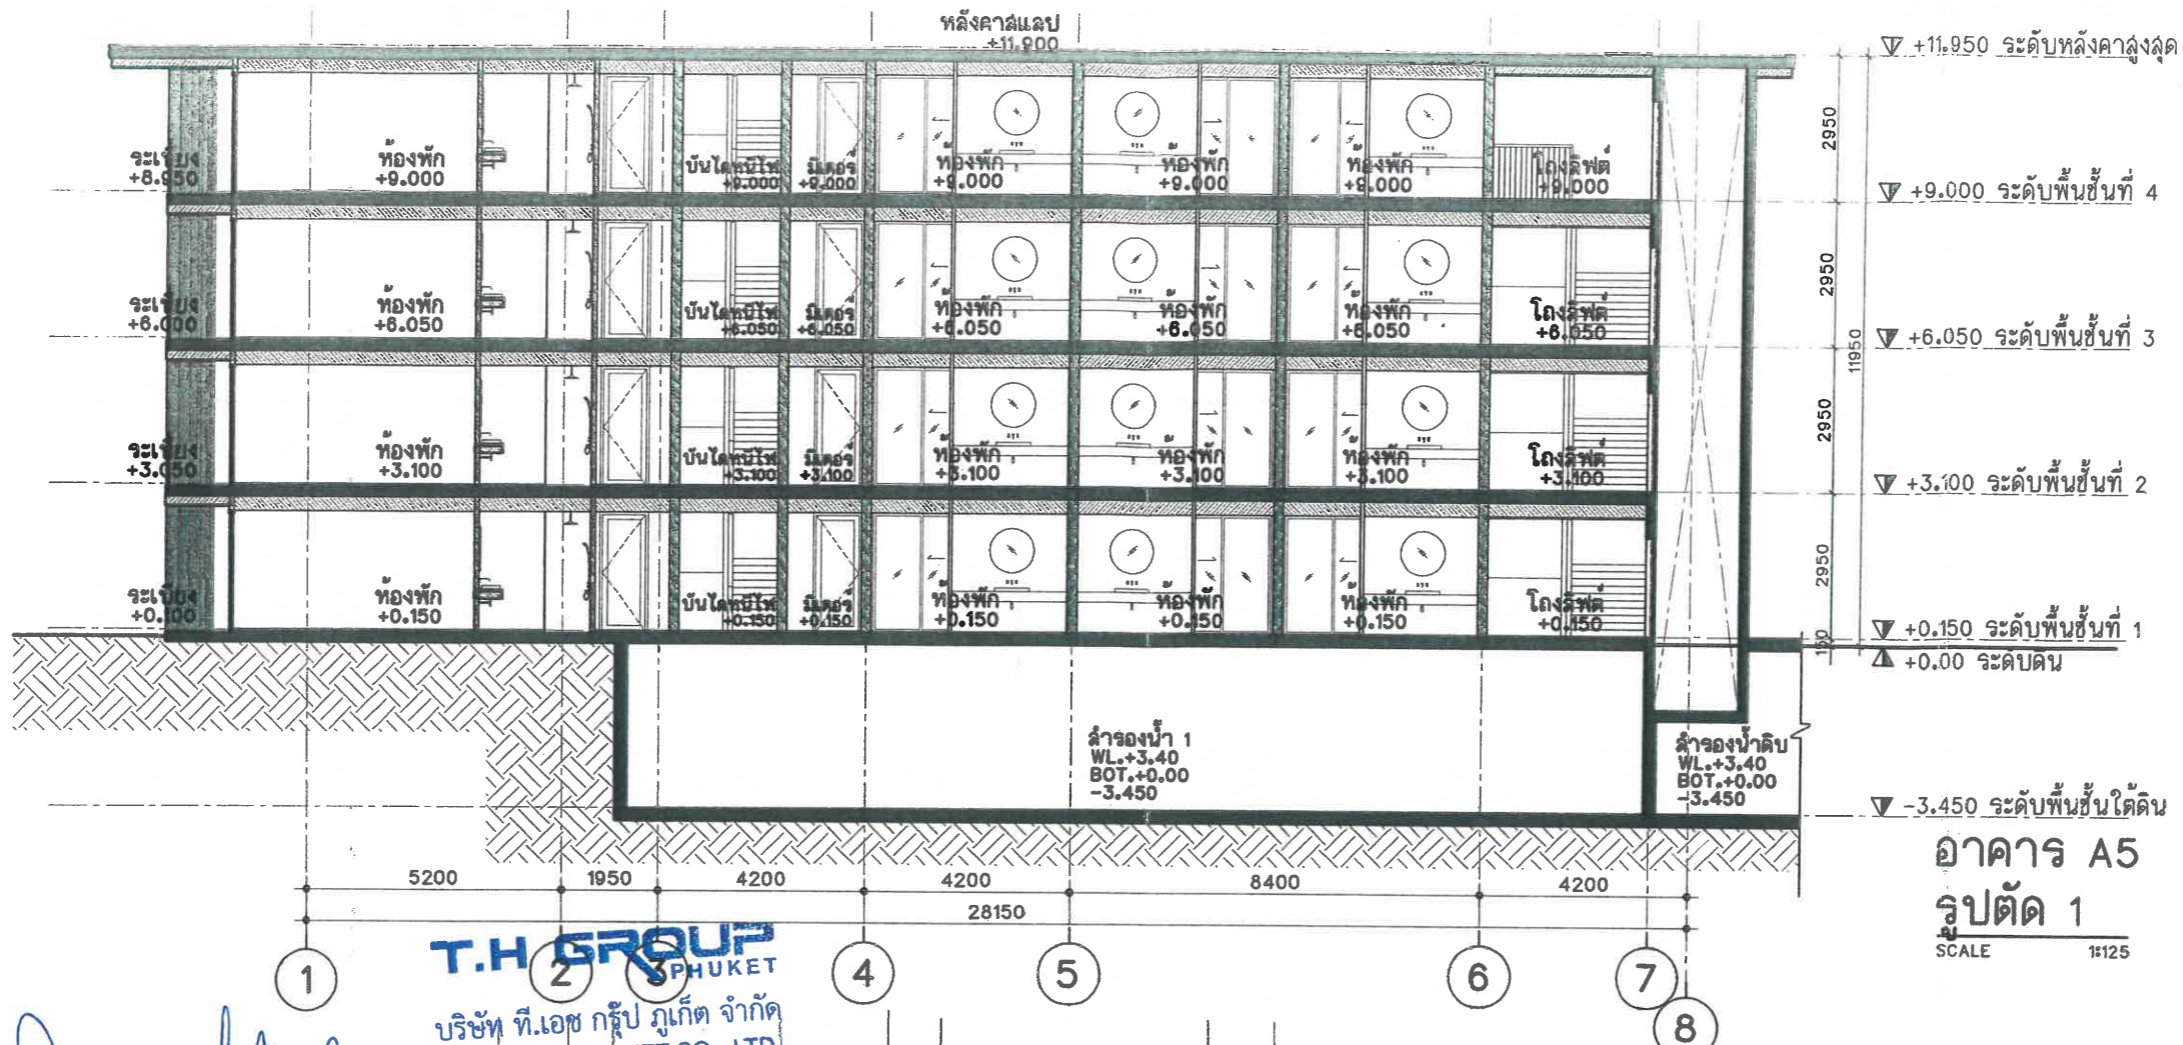 หลังคาสแลป
+11.900
+11.950 ระดับหลังคาสูงสุด
2950
ระเบียง
+8.950
ห้องพัก
+9.000
บันไดหนีไฟ
+9.000
มิเตอร์
+9.000
ห้องพัก
+9.000
ห้องพัก
+9.000
ห้องพัก
+9.000
โถงลิฟต์
+9.000
+9.000 ระดับพื้นชั้นที่ 4
2950
ระเบียง
+6.000
ห้องพัก
+6.050
บันไดหนีไฟ
+6.050
มิเตอร์
+6.050
ห้องพัก
+6.050
ห้องพัก
+6.050
ห้องพัก
+6.050
โถงลิฟต์
+6.050
+6.050 ระดับพื้นชั้นที่ 3
11950
2950
ระเบียง
+3.050
ห้องพัก
+3.100
บันไดหนีไฟ
+3.100
มิเตอร์
+3.100
ห้องพัก
+3.100
ห้องพัก
+3.100
ห้องพัก
+3.100
โถงลิฟต์
+3.100
+3.100 ระดับพื้นชั้นที่ 2
2950
ระเบียง
+0.100
ห้องพัก
+0.150
บันไดหนีไฟ
+0.150
มิเตอร์
+0.150
ห้องพัก
+0.150
ห้องพัก
+0.150
ห้องพัก
+0.150
โถงลิฟต์
+0.150
+0.150 ระดับพื้นชั้นที่ 1
150
+0.00 ระดับดิน
สำรองน้ำ 1
WL.+3.40
BOT.+0.00
-3.450
สำรองน้ำดิบ
WL.+3.40
BOT.+0.00
-3.450
-3.450 ระดับพื้นชั้นใต้ดิน
อาคาร A5
รูปตัด 1
SCALE 1:125
5200 1950 4200 4200 8400 4200
28150
1 2 3 4 5 6 7 8
T.H GROUP
PHUKET
บริษัท ที.เอช กรุ๊ป ภูเก็ต จำกัด